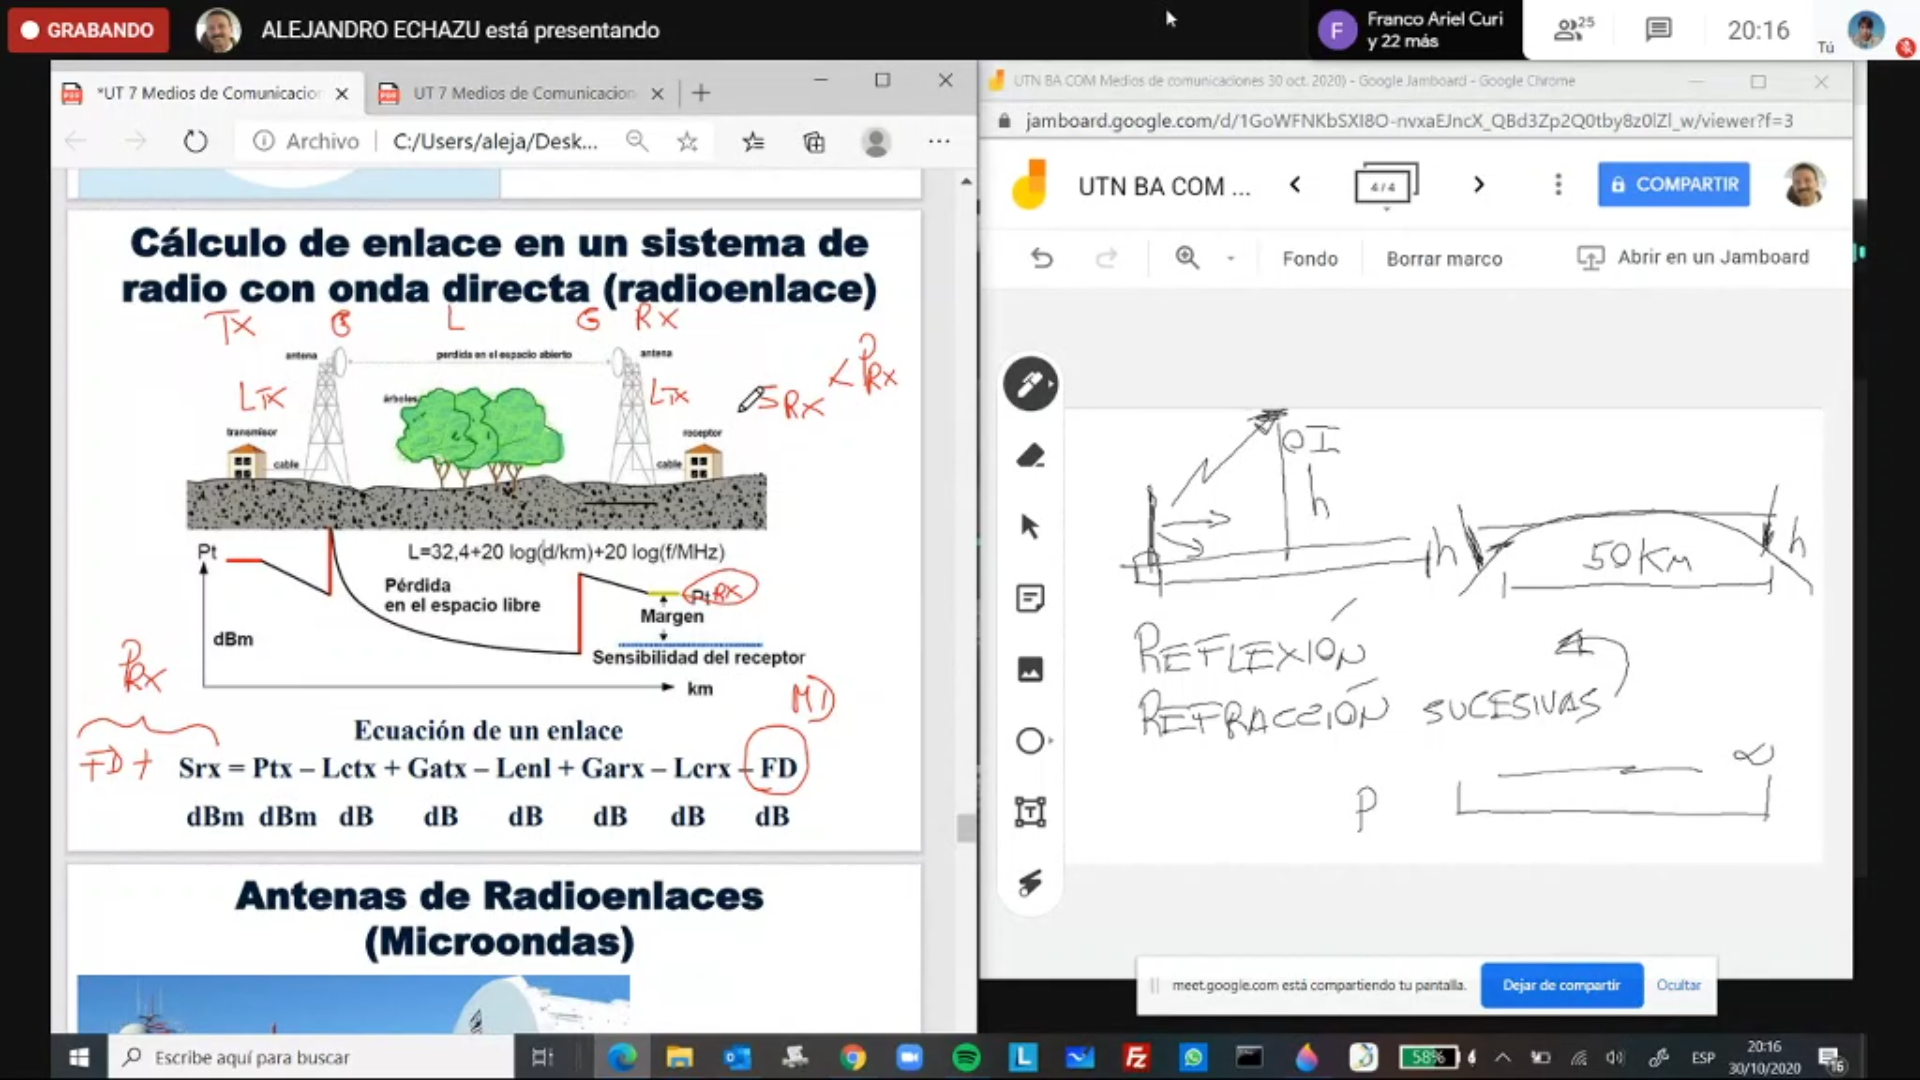 GRABANDO
ALEJANDRO ECHAZU está presentando
Franco Ariel Curi
y 22 más
F
25
20:16
Tú
*UT 7 Medios de Comunicacion
UT 7 Medios de Comunicacion
Archivo
C:/Users/aleja/Desk...
Cálculo de enlace en un sistema de
radio con onda directa (radioenlace)
TX G L G RX
antena
perdida en el espacio abierto
antena
PRX
<
LTX
árboles
LTX
SRX
transmisor
receptor
cable
cable
Pt
L=32,4+20 log(d/km)+20 log(f/MHz)
Pérdida
en el espacio libre
Pt RX
Margen
dBm
Sensibilidad del receptor
PRX
km
MD
Ecuación de un enlace
FD +
Srx = Ptx – Lctx + Gatx – Lenl + Garx – Lcrx – FD
dBm dBm dB dB dB dB dB dB
Antenas de Radioenlaces
(Microondas)
UTN BA COM Medios de comunicaciones 30 oct. 2020) - Google Jamboard - Google Chrome
jamboard.google.com/d/1GoWFNKbSXI8O-nvxaEJncX_QBd3Zp2Q0tby8z0lZl_w/viewer?f=3
UTN BA COM ...
4 / 4
COMPARTIR
Fondo
Borrar marco
Abrir en un Jamboard
h
h
50 Km
h
REFLEXIÓN
REFRACCIÓN SUCESIVAS
P
meet.google.com está compartiendo tu pantalla.
Dejar de compartir
Ocultar
Escribe aquí para buscar
58%
ESP
20:16
30/10/2020
16